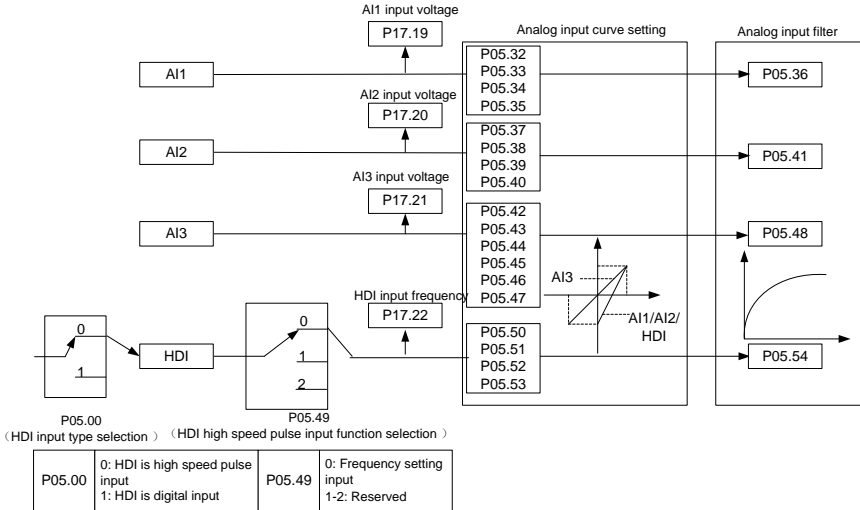 AI1 input voltage
P17.19
Analog input curve setting
Analog input filter
AI1
P05.32
P05.33
P05.34
P05.35
P05.36
AI2 input voltage
P17.20
AI2
P05.37
P05.38
P05.39
P05.40
P05.41
AI3 input voltage
P17.21
AI3
P05.42
P05.43
P05.44
P05.45
P05.46
P05.47
P05.48
AI3
AI1/AI2/
HDI
HDI input frequency
P17.22
0
1
HDI
0
1
2
P05.50
P05.51
P05.52
P05.53
P05.54
P05.00
(HDI input type selection)
P05.49
(HDI high speed pulse input function selection)
P05.00
0: HDI is high speed pulse
input
1: HDI is digital input
P05.49
0: Frequency setting
input
1-2: Reserved